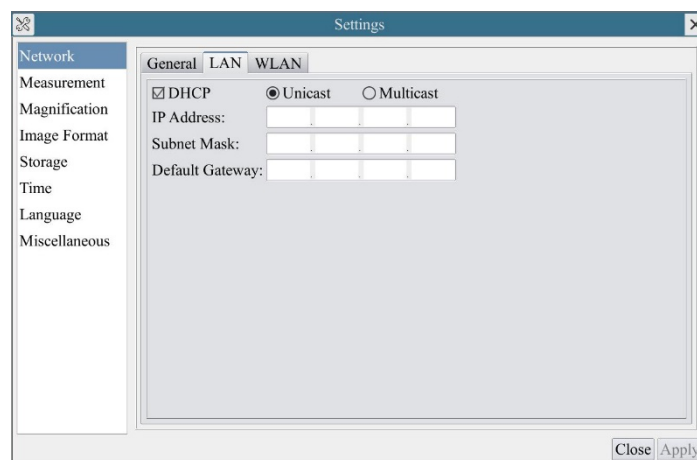 Settings
Network
Measurement
Magnification
Image Format
Storage
Time
Language
Miscellaneous
General LAN WLAN
DHCP Unicast Multicast
IP Address:
Subnet Mask:
Default Gateway:
Close Apply